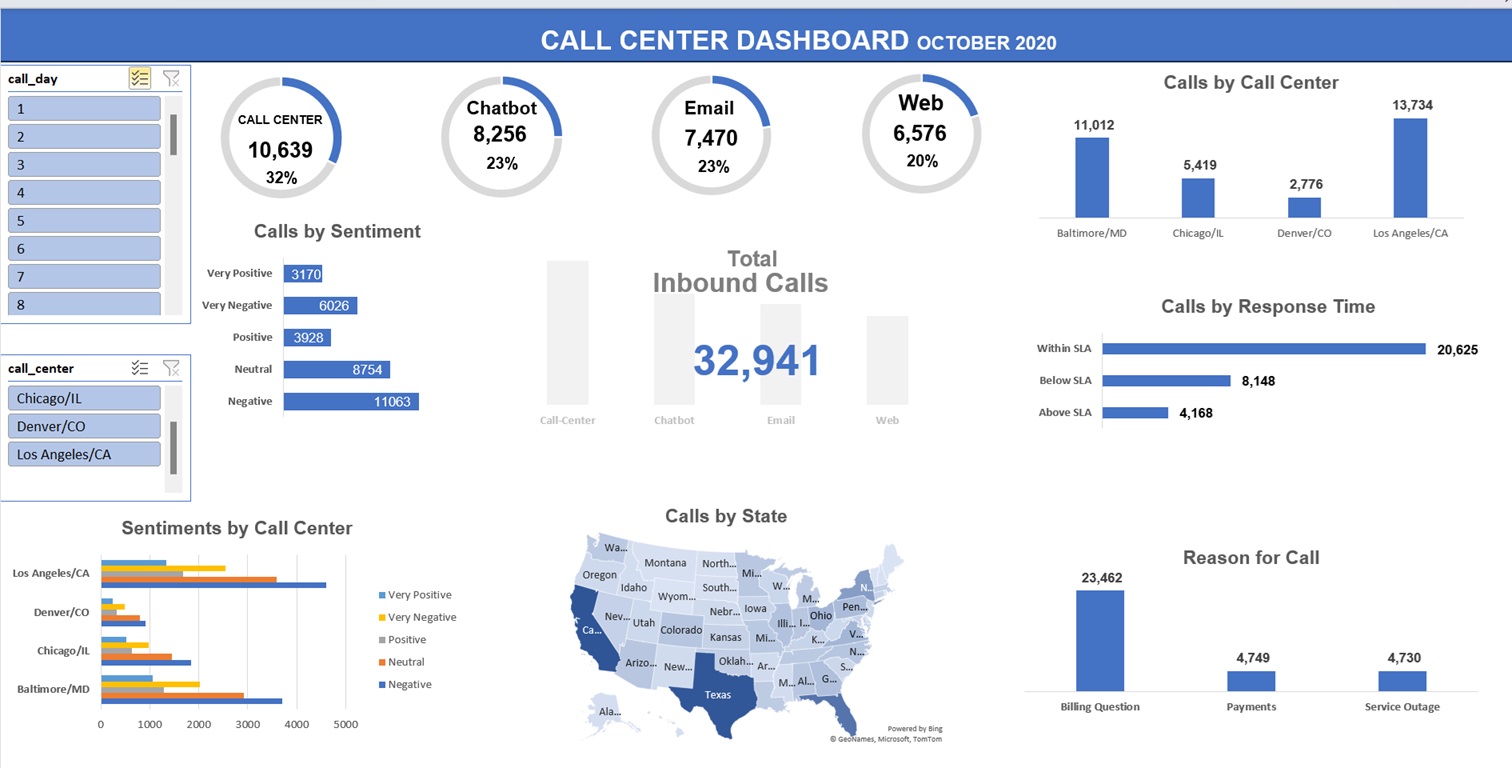 CALL CENTER DASHBOARD OCTOBER 2020
call_day
1
2
3
4
5
6
7
8
call_center
Chicago/IL
Denver/CO
Los Angeles/CA
CALL CENTER
10,639
32%
Chatbot
8,256
23%
Email
7,470
23%
Web
6,576
20%
Calls by Call Center
11,012
5,419
2,776
13,734
Baltimore/MD
Chicago/IL
Denver/CO
Los Angeles/CA
Calls by Sentiment
Very Positive 3170
Very Negative 6026
Positive 3928
Neutral 8754
Negative 11063
Total
Inbound Calls
32,941
Call-Center
Chatbot
Email
Web
Calls by Response Time
Within SLA 20,625
Below SLA 8,148
Above SLA 4,168
Sentiments by Call Center
Los Angeles/CA
Denver/CO
Chicago/IL
Baltimore/MD
0 1000 2000 3000 4000 5000
Very Positive
Very Negative
Positive
Neutral
Negative
Calls by State
Wa...
Montana
North...
Mi...
Oregon
Idaho
Wyom...
South...
W...
M...
N...
Nebr...
Iowa
Pen...
Ca...
Nev...
Utah
Colorado
Kansas
Mi...
Illi...
I...
Ohio
K...
V...
Arizo...
New...
Oklah...
Ar...
N...
S...
Texas
M...
Al...
G...
Ala...
Powered by Bing
© GeoNames, Microsoft, TomTom
Reason for Call
23,462
4,749
4,730
Billing Question
Payments
Service Outage